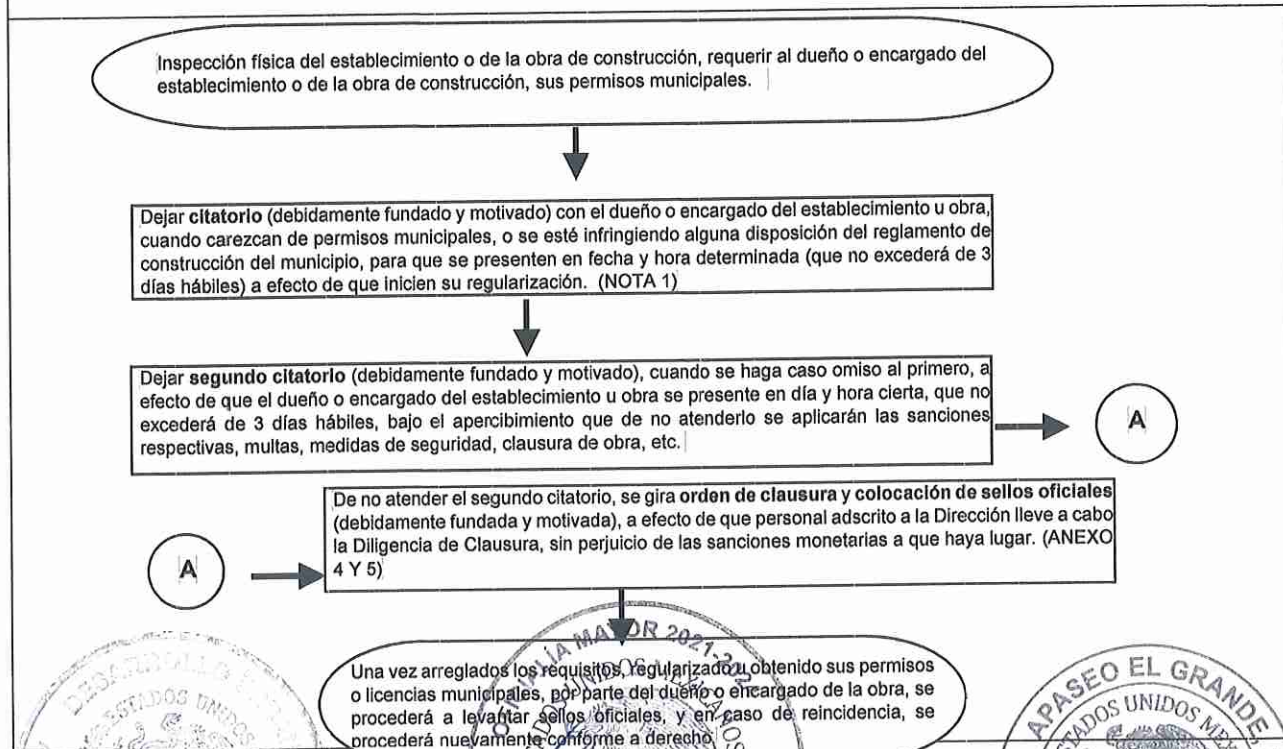 Inspección física del establecimiento o de la obra de construcción, requerir al dueño o encargado del
establecimiento o de la obra de construcción, sus permisos municipales.
Dejar citatorio (debidamente fundado y motivado) con el dueño o encargado del establecimiento u obra,
cuando carezcan de permisos municipales, o se esté infringiendo alguna disposición del reglamento de
construcción del municipio, para que se presenten en fecha y hora determinada (que no excederá de 3
días hábiles) a efecto de que inicien su regularización. (NOTA 1)
Dejar segundo citatorio (debidamente fundado y motivado), cuando se haga caso omiso al primero, a
efecto de que el dueño o encargado del establecimiento u obra se presente en día y hora cierta, que no
excederá de 3 días hábiles, bajo el apercibimiento que de no atenderlo se aplicarán las sanciones
respectivas, multas, medidas de seguridad, clausura de obra, etc.
A
De no atender el segundo citatorio, se gira orden de clausura y colocación de sellos oficiales
(debidamente fundada y motivada), a efecto de que personal adscrito a la Dirección lleve a cabo
la Diligencia de Clausura, sin perjuicio de las sanciones monetarias a que haya lugar. (ANEXO
4 Y 5)
A
Una vez arreglados los requisitos, regularizado u obtenido sus permisos
o licencias municipales, por parte del dueño o encargado de la obra, se
procederá a levantar sellos oficiales, y en caso de reincidencia, se
procederá nuevamente conforme a derecho
DESARROLLO
ESTADOS UNIDOS
OFICIALÍA MAYOR 2021-202
APASEO EL GRANDE,
UNIDOS